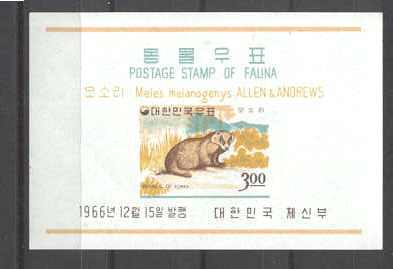 동물우표
POSTAGE STAMP OF FAUNA
오소리 Meles melanogenys ALLEN & ANDREWS
대한민국우표
오소리
REPUBLIC OF KOREA
3.00
1966년 12월 15일 발행 대한민국 체신부